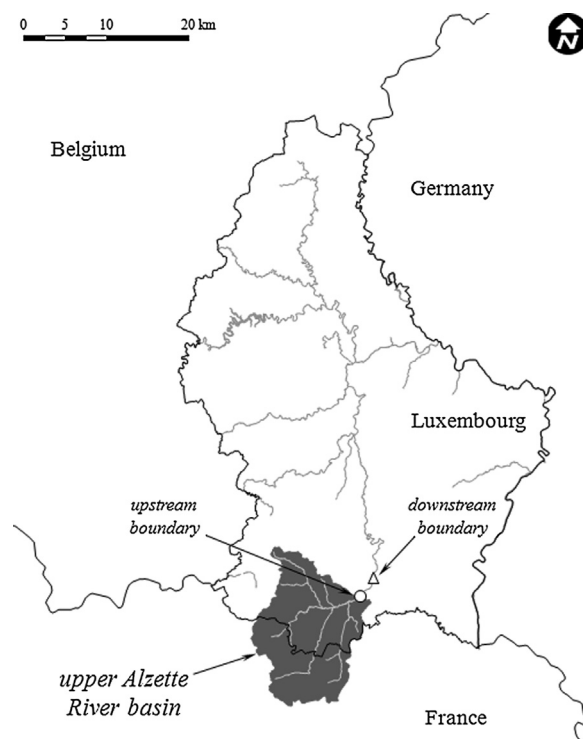 0 5 10 20 km
N
Belgium
Germany
Luxembourg
upstream
boundary
downstream
boundary
upper Alzette
River basin
France